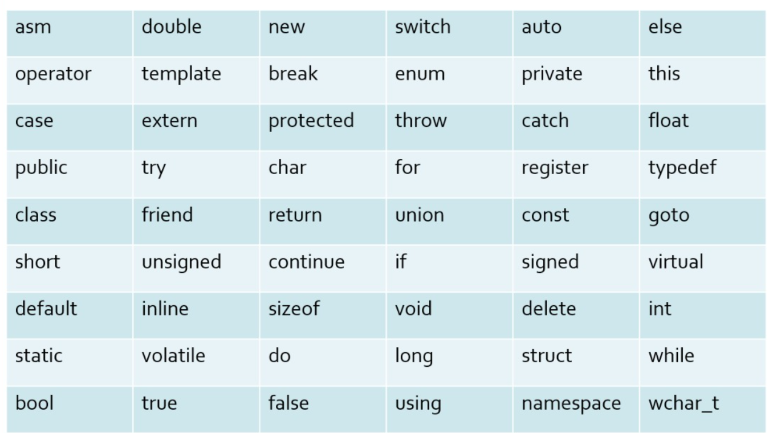 asm double new switch auto else
operator template break enum private this
case extern protected throw catch float
public try char for register typedef
class friend return union const goto
short unsigned continue if signed virtual
default inline sizeof void delete int
static volatile do long struct while
bool true false using namespace wchar_t